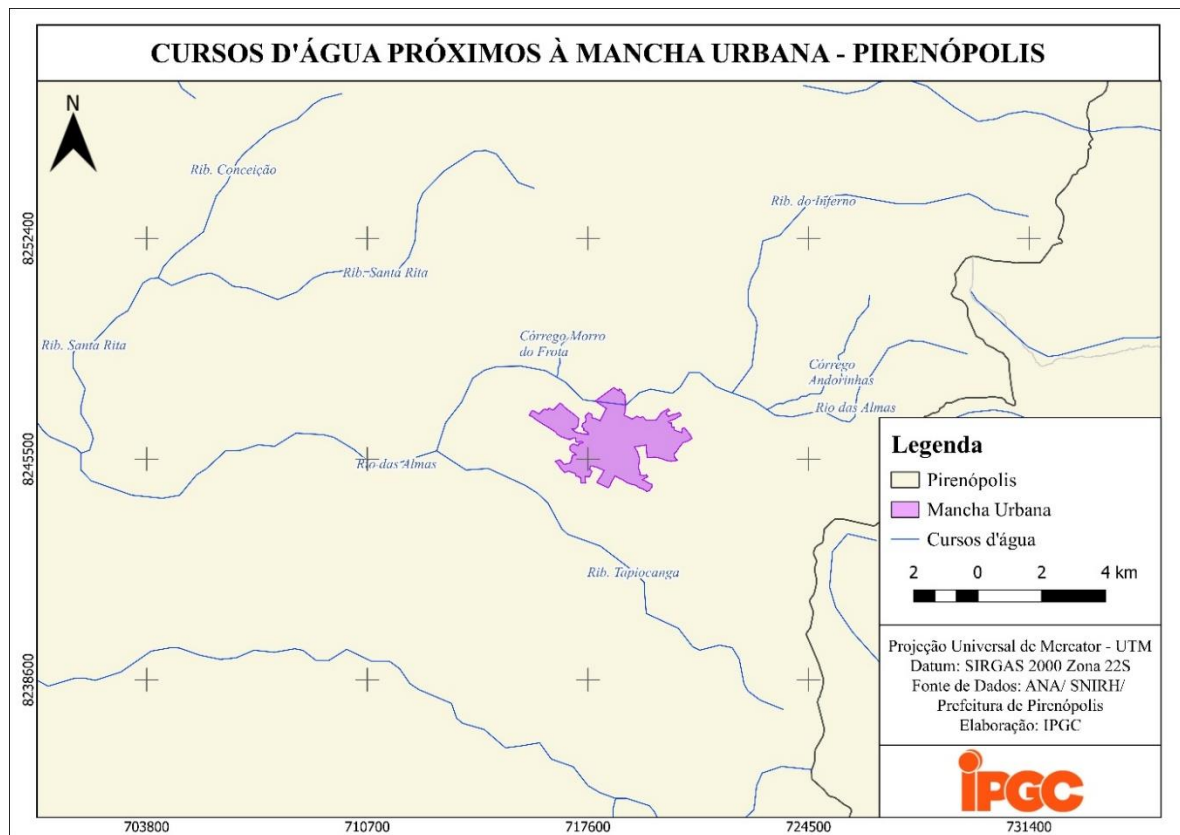 CURSOS D'ÁGUA PRÓXIMOS À MANCHA URBANA - PIRENÓPOLIS
N
Rib. Conceição
Rib. do Inferno
8252400
Rib. Santa Rita
Rib. Santa Rita
Córrego Morro
do Frota
Córrego
Andorinhas
Rio das Almas
8245500
Rio das Almas
Rib. Tapiocanga
8238600
Legenda
Pirenópolis
Mancha Urbana
Cursos d'água
2 0 2 4 km
Projeção Universal de Mercator - UTM
Datum: SIRGAS 2000 Zona 22S
Fonte de Dados: ANA/ SNIRH/
Prefeitura de Pirenópolis
Elaboração: IPGC
iPGC
703800 710700 717600 724500 731400